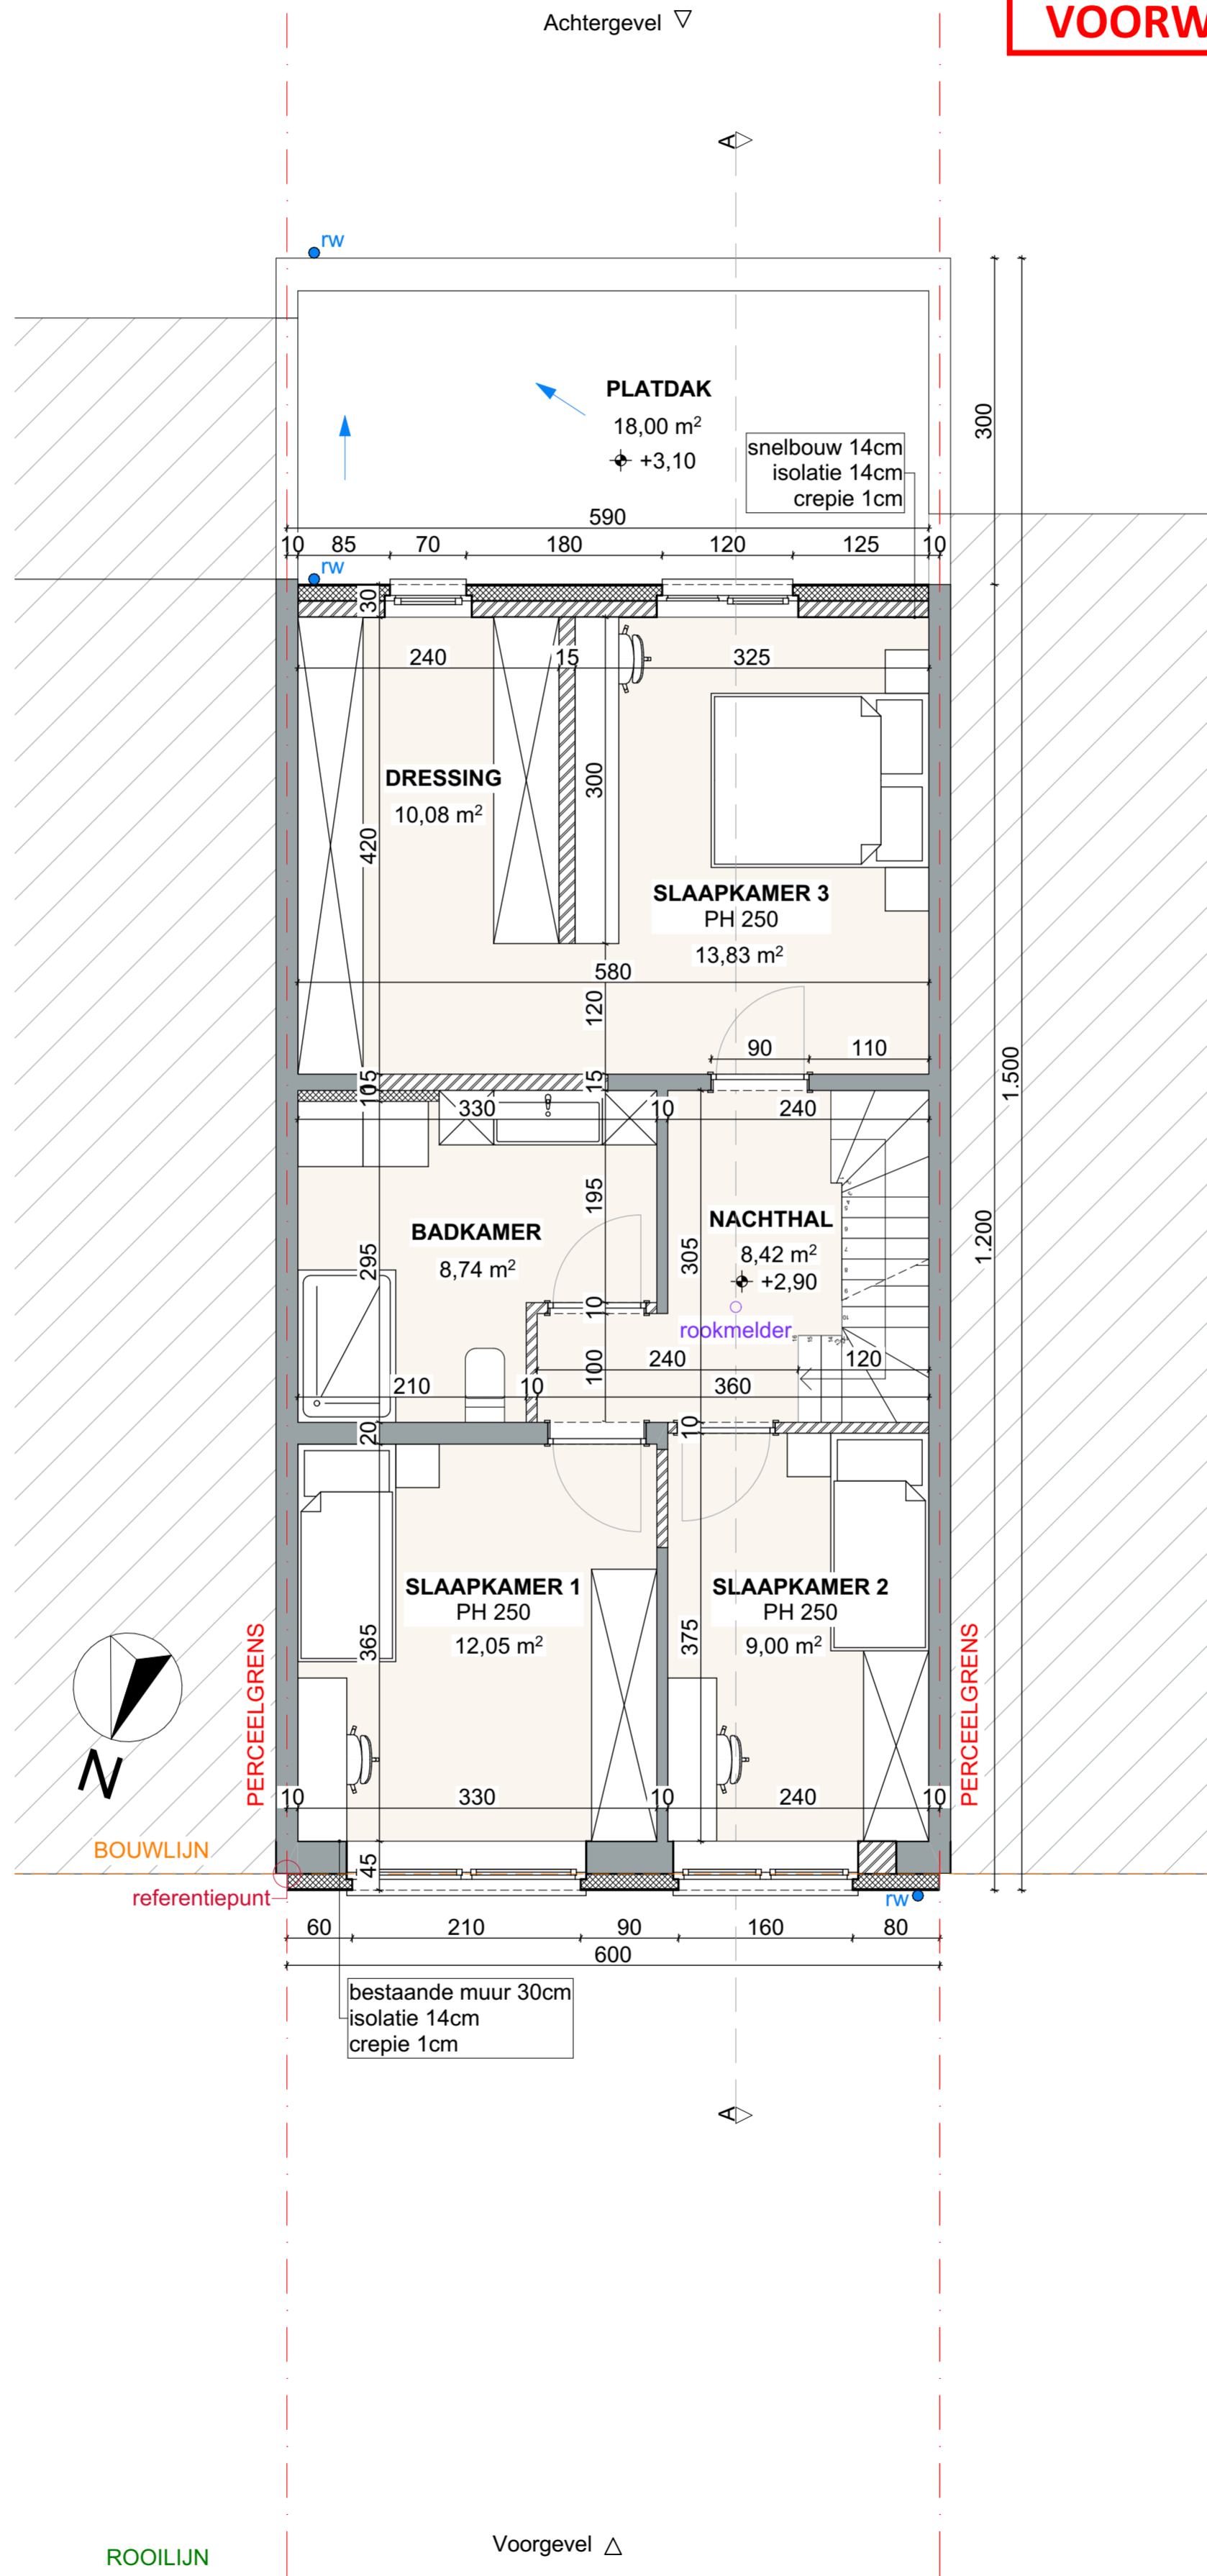 Achtergevel
VOORW
A
rw
PLATDAK
18,00 m²
+3,10
300
snelbouw 14cm
isolatie 14cm
crepie 1cm
590
10 85 70 180 120 125 10
rw
30
240 15 325
DRESSING
10,08 m²
300
420
SLAAPKAMER 3
PH 250
13,83 m²
580
120
90 110
1.500
15
15
10
330 10 240
195
BADKAMER
8,74 m²
NACHTHAL
8,42 m²
+2,90
305
295
1.200
10
rookmelder
240 120
100
210 10 360
20
10
SLAAPKAMER 1
PH 250
12,05 m²
SLAAPKAMER 2
PH 250
9,00 m²
365
375
PERCEELGRENS
PERCEELGRENS
N
10 330 10 240 10
BOUWLIJN
45
referentiepunt
rw
60 210 90 160 80
600
bestaande muur 30cm
isolatie 14cm
crepie 1cm
A
Voorgevel
ROOILIJN